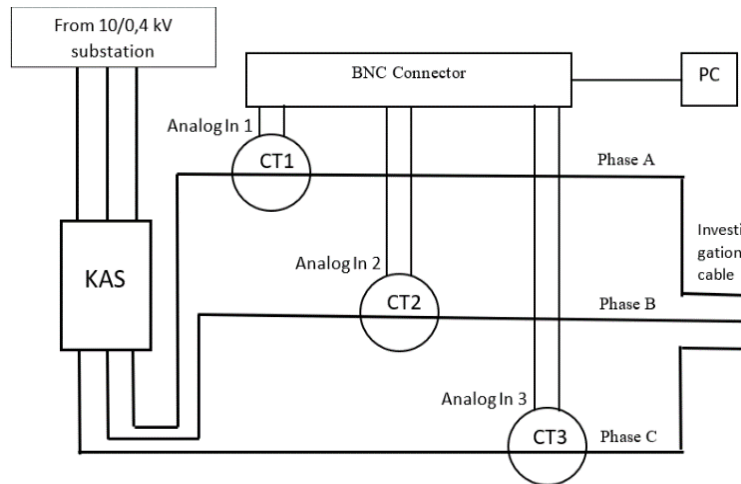 From 10/0,4 kV
substation
BNC Connector
PC
Analog In 1
CT1
Phase A
KAS
Investi
gation
cable
Analog In 2
CT2
Phase B
Analog In 3
CT3
Phase C